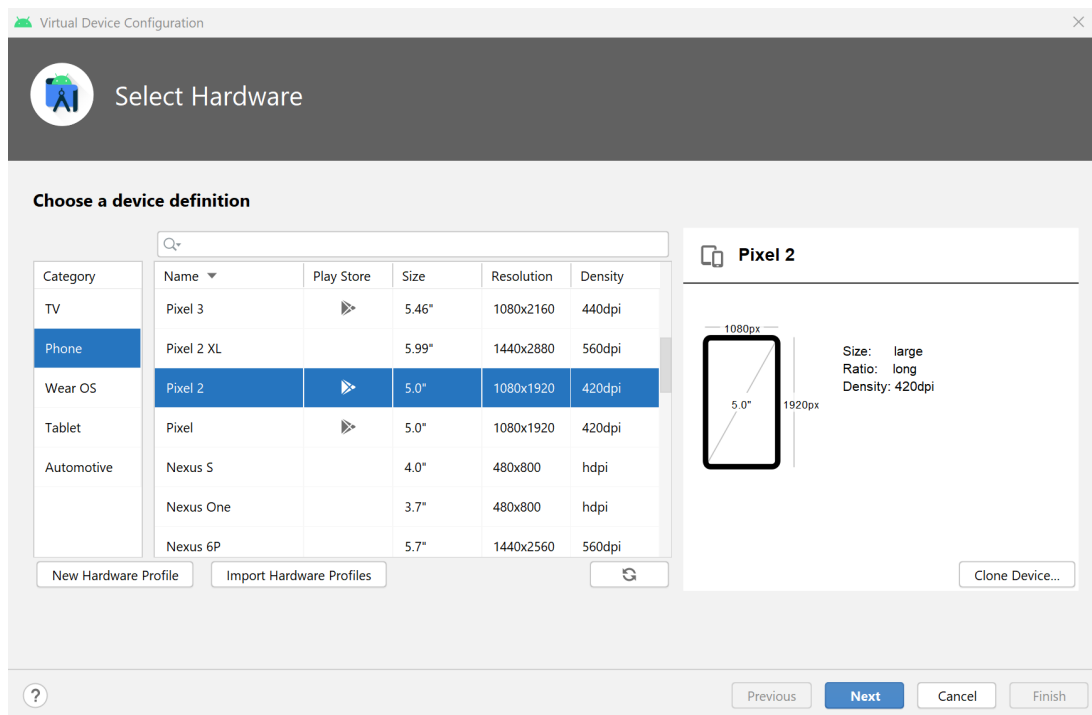 Virtual Device Configuration
Select Hardware
Choose a device definition
Category
TV
Phone
Wear OS
Tablet
Automotive
Name Play Store Size Resolution Density
Pixel 3 5.46" 1080x2160 440dpi
Pixel 2 XL 5.99" 1440x2880 560dpi
Pixel 2 5.0" 1080x1920 420dpi
Pixel 5.0" 1080x1920 420dpi
Nexus S 4.0" 480x800 hdpi
Nexus One 3.7" 480x800 hdpi
Nexus 6P 5.7" 1440x2560 560dpi
New Hardware Profile Import Hardware Profiles
Pixel 2
1080px
5.0"
1920px
Size: large
Ratio: long
Density: 420dpi
Clone Device...
? Previous Next Cancel Finish